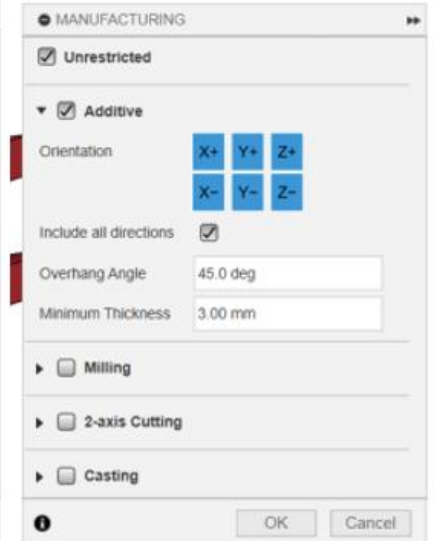 MANUFACTURING
Unrestricted
Additive
Orientation X+ Y+ Z+
X- Y- Z-
Include all directions
Overhang Angle 45.0 deg
Minimum Thickness 3.00 mm
Milling
2-axis Cutting
Casting
OK Cancel